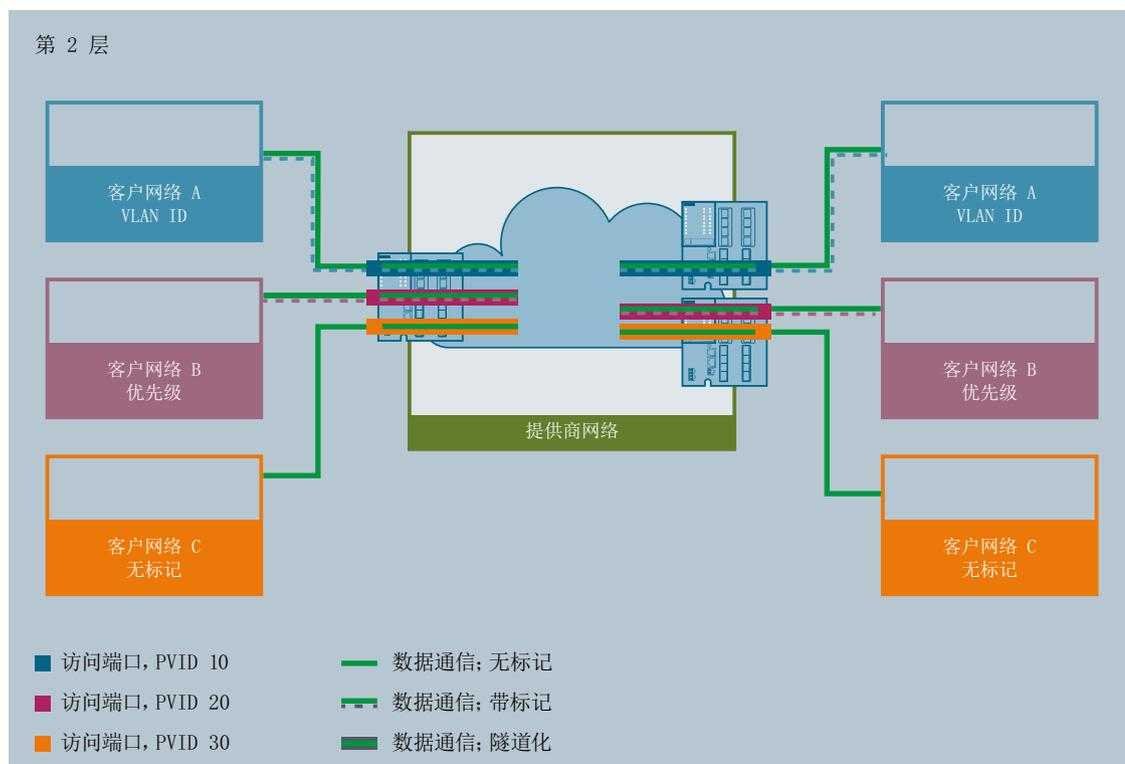 第 2 层
客户网络 A
VLAN ID
客户网络 A
VLAN ID
客户网络 B
优先级
客户网络 B
优先级
提供商网络
客户网络 C
无标记
客户网络 C
无标记
访问端口, PVID 10
数据通信; 无标记
访问端口, PVID 20
数据通信; 带标记
访问端口, PVID 30
数据通信; 隧道化